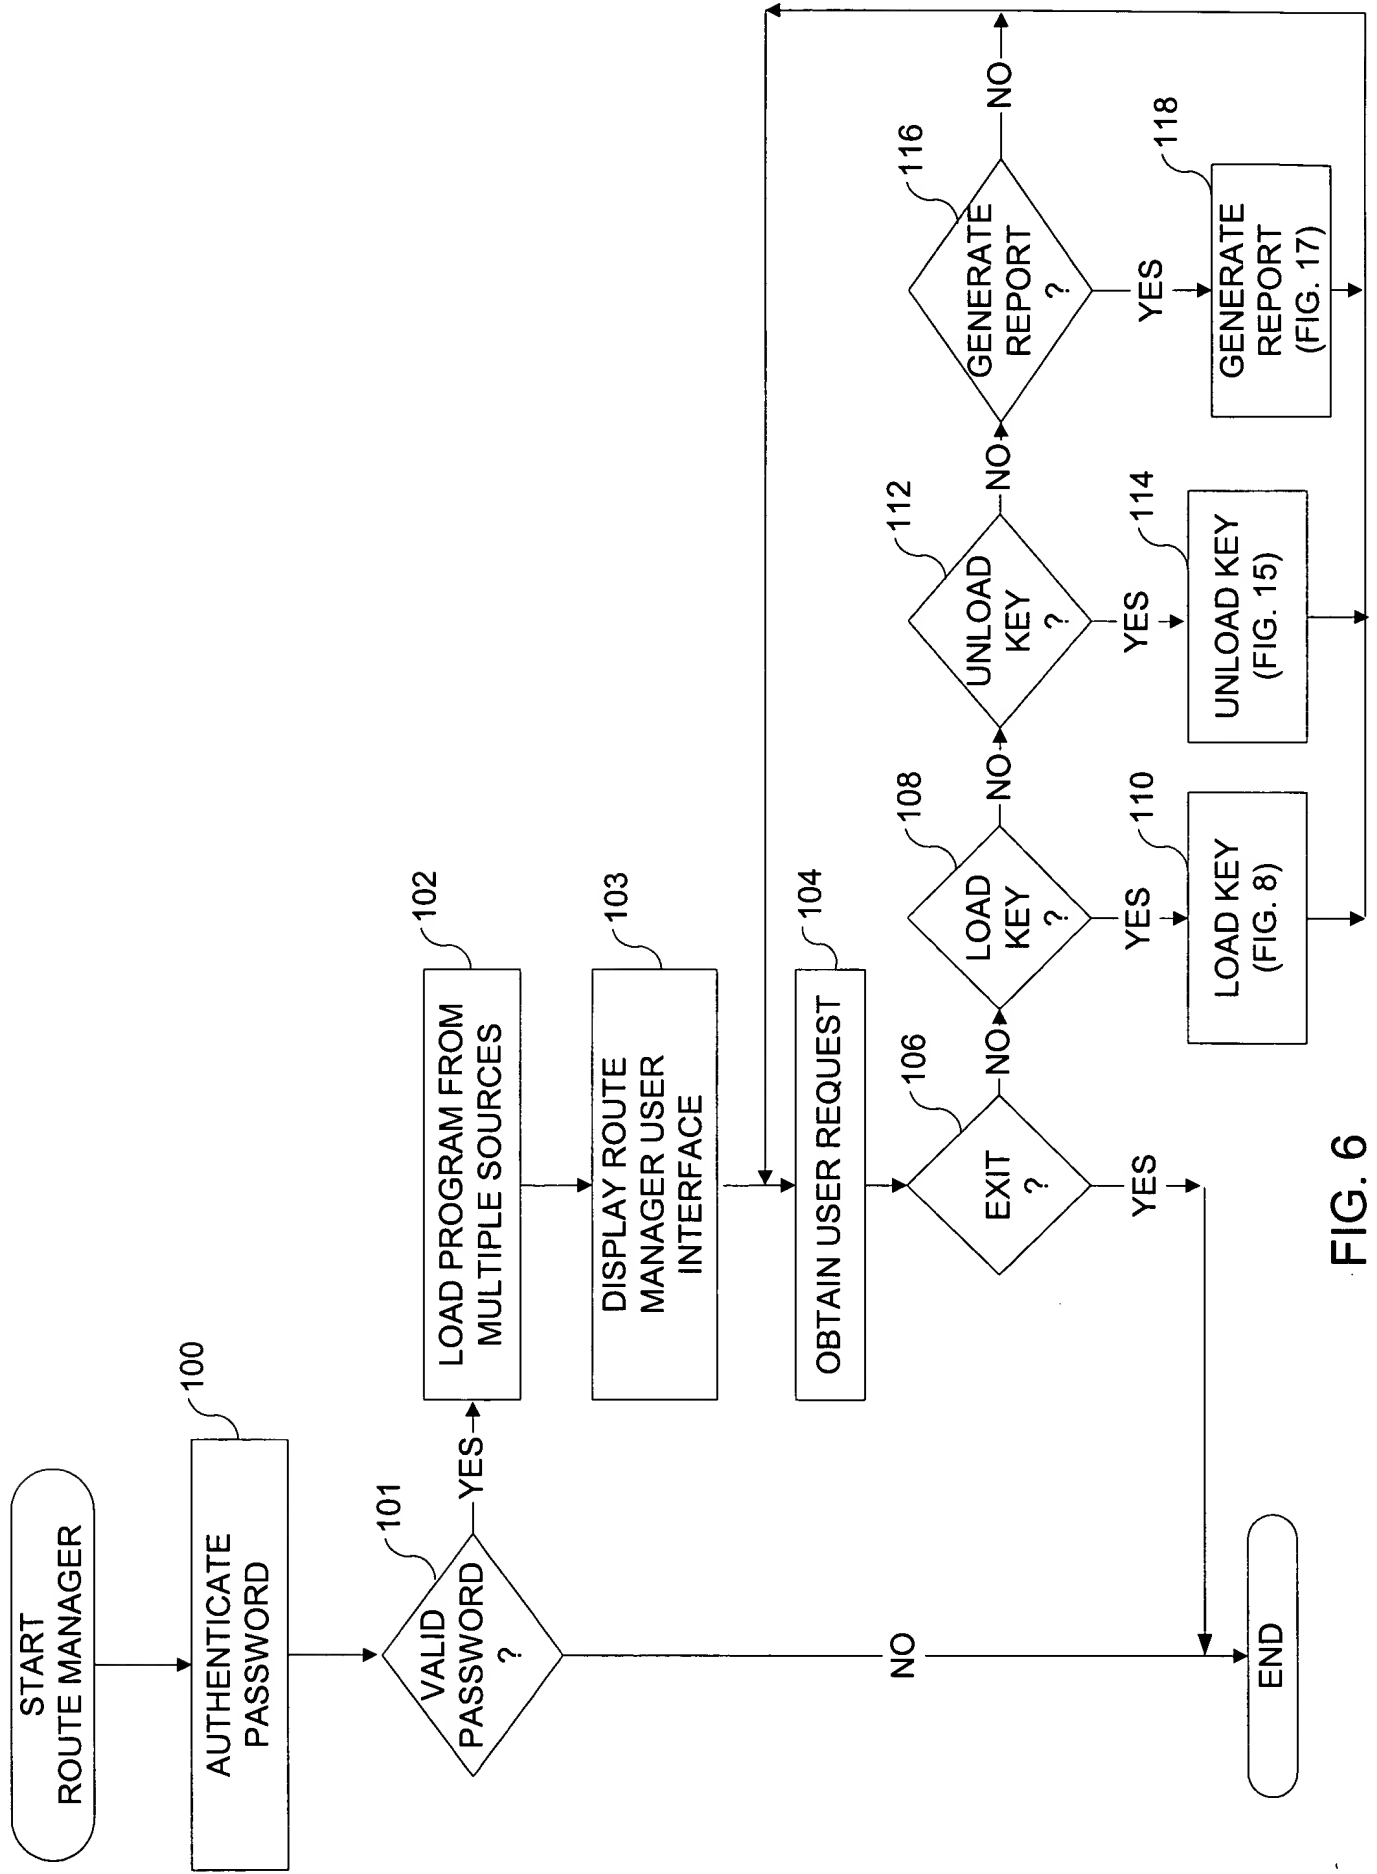 START
ROUTE MANAGER
100
AUTHENTICATE
PASSWORD
101
VALID
PASSWORD
?
YES
NO
102
LOAD PROGRAM FROM
MULTIPLE SOURCES
103
DISPLAY ROUTE
MANAGER USER
INTERFACE
104
OBTAIN USER REQUEST
106
EXIT
?
YES
NO
108
LOAD
KEY
?
YES
NO
110
LOAD KEY
(FIG. 8)
112
UNLOAD
KEY
?
YES
NO
114
UNLOAD KEY
(FIG. 15)
116
GENERATE
REPORT
?
YES
NO
118
GENERATE
REPORT
(FIG. 17)
END
FIG. 6